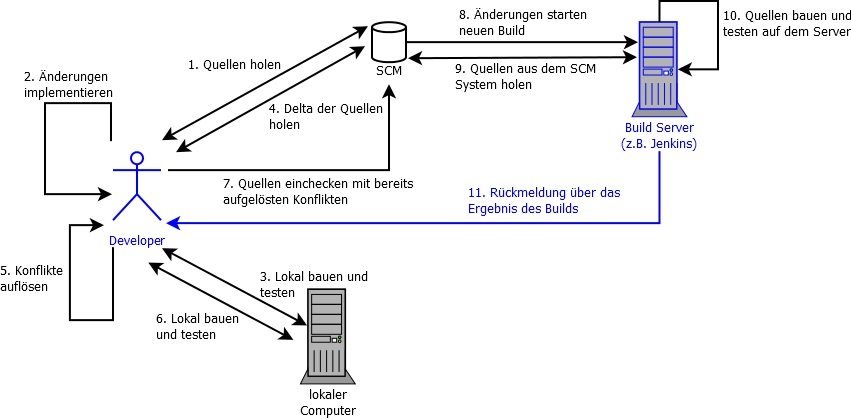 8. Änderungen starten
neuen Build
10. Quellen bauen und
testen auf dem Server
1. Quellen holen
SCM
9. Quellen aus dem SCM
System holen
2. Änderungen
implementieren
4. Delta der Quellen
holen
Build Server
(z.B. Jenkins)
7. Quellen einchecken mit bereits
aufgelösten Konflikten
11. Rückmeldung über das
Ergebnis des Builds
Developer
5. Konflikte
auflösen
3. Lokal bauen und
testen
6. Lokal bauen
und testen
lokaler
Computer